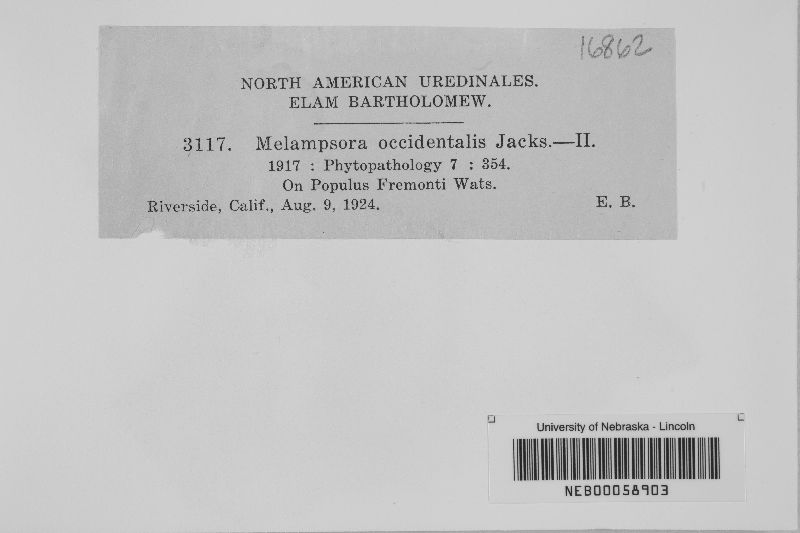 16862
NORTH AMERICAN UREDINALES.
ELAM BARTHOLOMEW.
3117. Melampsora occidentalis Jacks.—II.
1917 : Phytopathology 7 : 354.
On Populus Fremonti Wats.
Riverside, Calif., Aug. 9, 1924. E. B.
University of Nebraska - Lincoln
NEB00058903